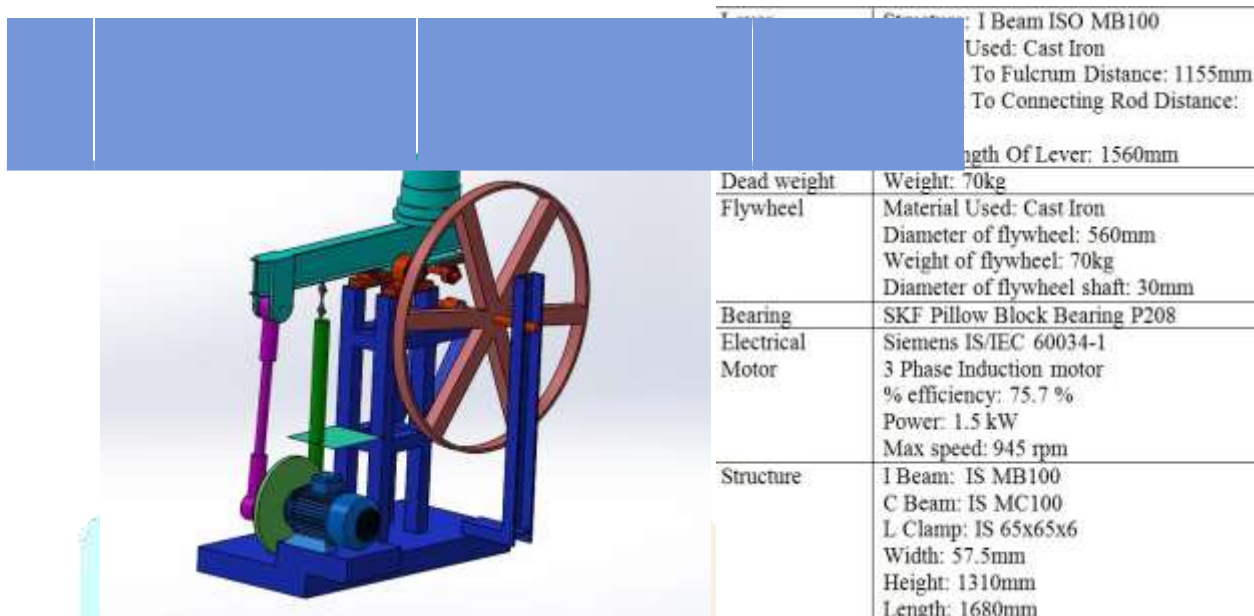 : I Beam ISO MB100
Used: Cast Iron
To Fulcrum Distance: 1155mm
To Connecting Rod Distance:
Of Lever: 1560mm
Dead weight Weight: 70kg
Flywheel Material Used: Cast Iron
Diameter of flywheel: 560mm
Weight of flywheel: 70kg
Diameter of flywheel shaft: 30mm
Bearing SKF Pillow Block Bearing P208
Electrical Siemens IS/IEC 60034-1
Motor 3 Phase Induction motor
% efficiency: 75.7 %
Power: 1.5 kW
Max speed: 945 rpm
Structure I Beam: IS MB100
C Beam: IS MC100
L Clamp: IS 65x65x6
Width: 57.5mm
Height: 1310mm
Length: 1680mm